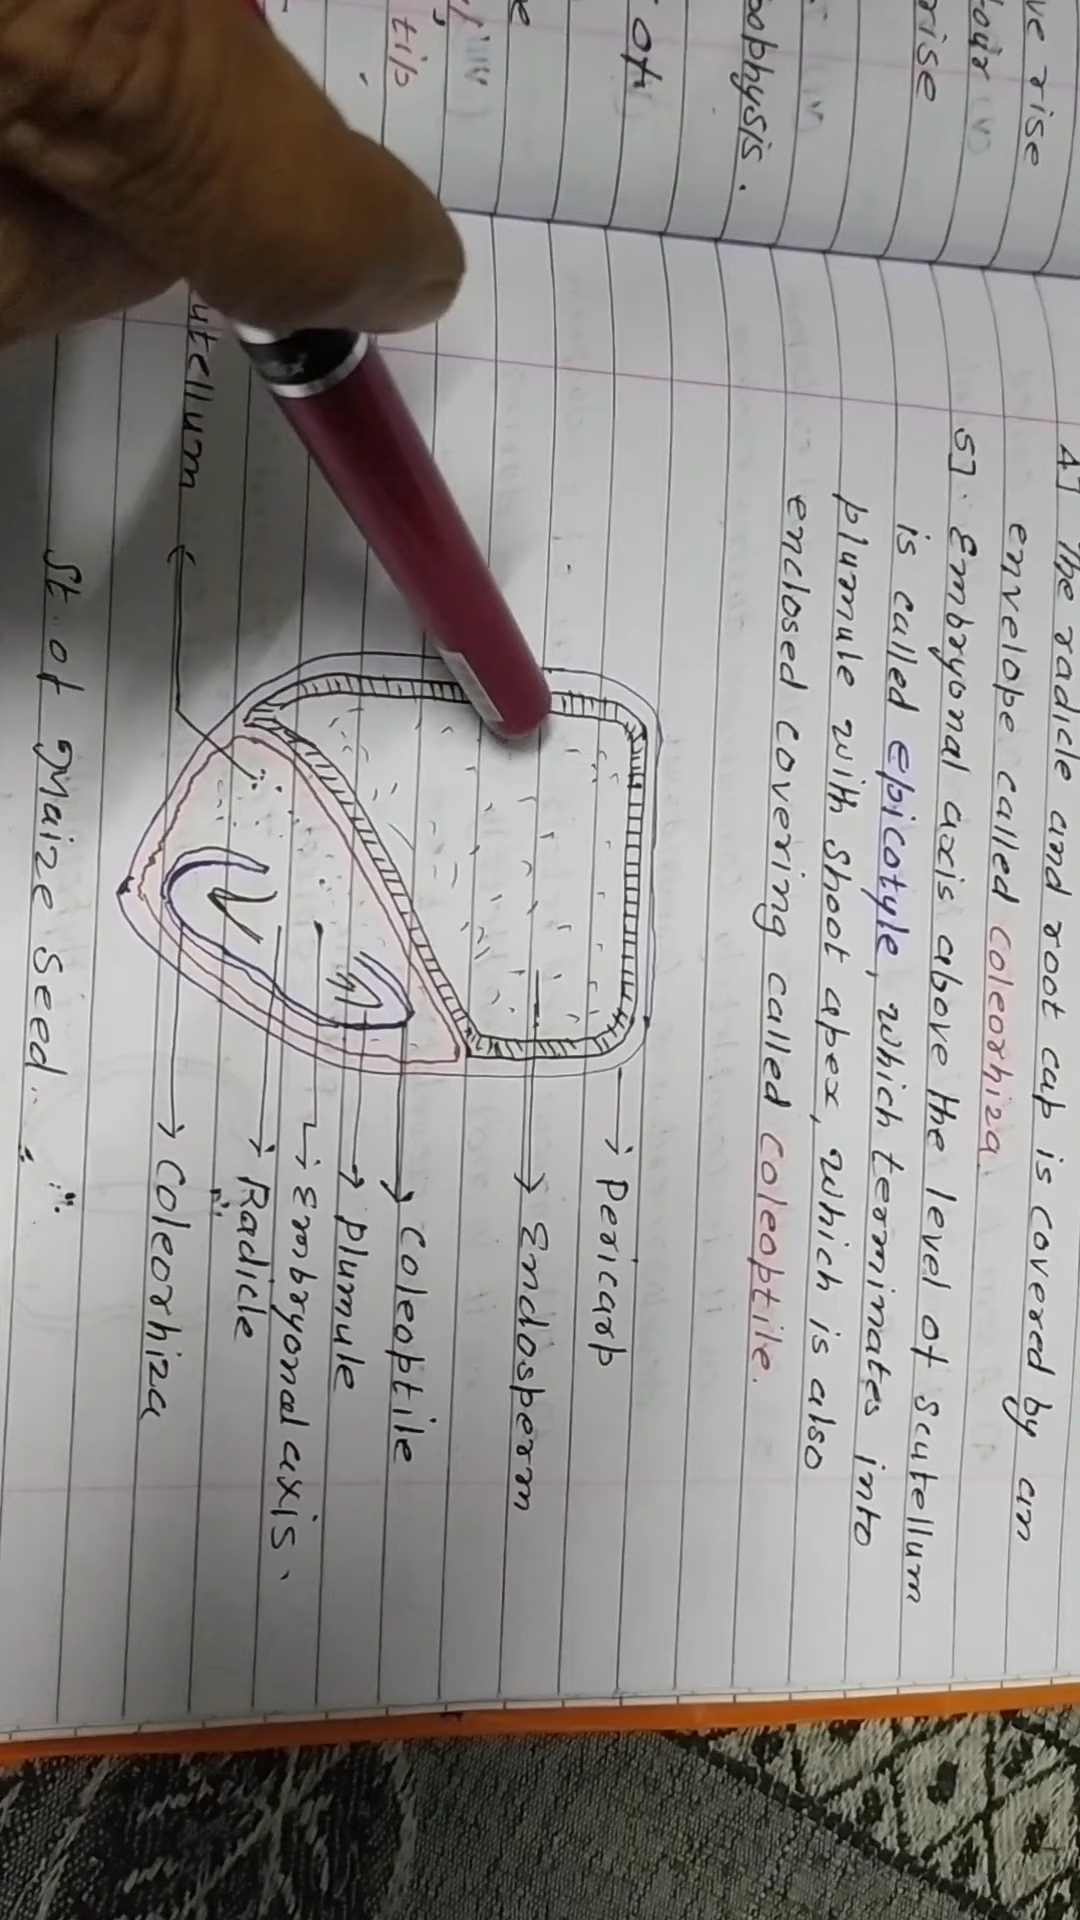 ve rise
rise
oophysis.
of
tip
4] The radicle and root cap is covered by an
envelope called coleorhiza.
5]. Embryonal axis above the level of scutellum
is called epicotyle, which terminates into
plumule with shoot apex, which is also
enclosed covering called coleoptile.
Pericarp
Endosperm
Coleoptile
plumule
Embryonal axis.
Radicle
Coleorhiza
utellum
St. of Maize seed.